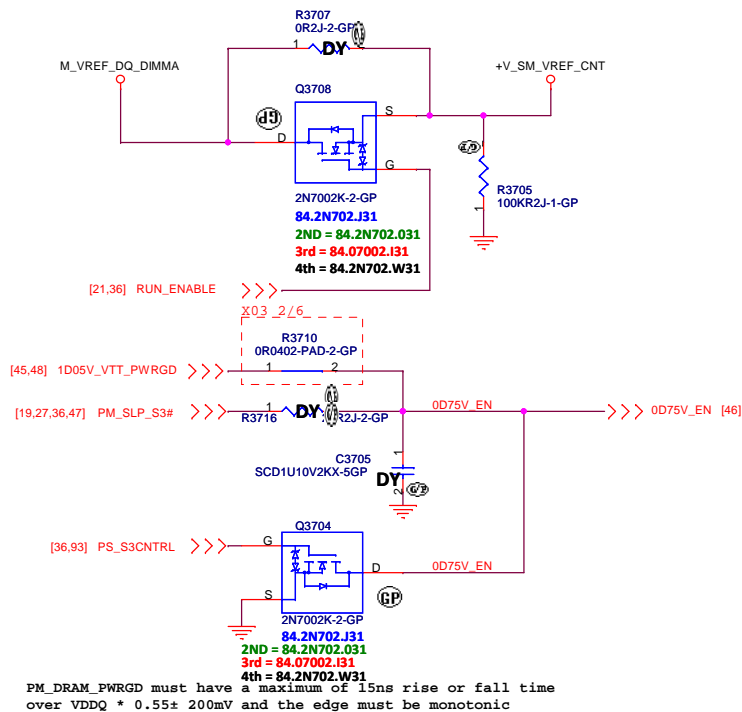 R3707
0R2J-2-GP
1
DY
M_VREF_DQ_DIMMA
+V_SM_VREF_CNT
Q3708
GP
D
S
G
R3705
100KR2J-1-GP
1
2N7002K-2-GP
84.2N702.J31
2ND = 84.2N702.031
3rd = 84.07002.I31
4th = 84.2N702.W31
[21,36] RUN_ENABLE
X03 2/6
R3710
0R0402-PAD-2-GP
[45,48] 1D05V_VTT_PWRGD
1 2
[19,27,36,47] PM_SLP_S3#
1
R3716
DY
R2J-2-GP
0D75V_EN
0D75V_EN [46]
C3705
SCD1U10V2KX-5GP
1
DY
2
Q3704
[36,93] PS_S3CNTRL
G
D
0D75V_EN
S
GP
2N7002K-2-GP
84.2N702.J31
2ND = 84.2N702.031
3rd = 84.07002.I31
4th = 84.2N702.W31
PM_DRAM_PWRGD must have a maximum of 15ns rise or fall time
over VDDQ * 0.55± 200mV and the edge must be monotonic